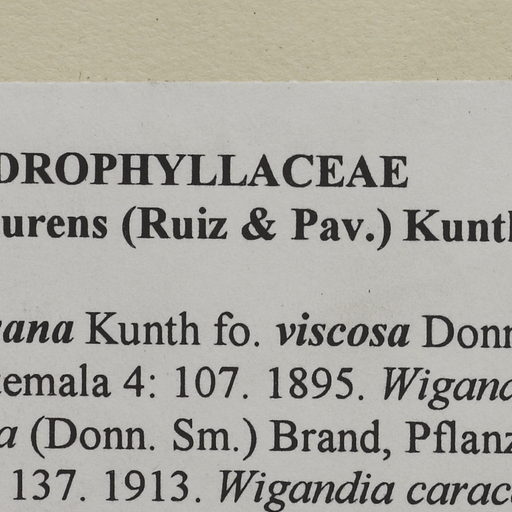 DROPHYLLACEAE
urens (Ruiz & Pav.) Kunth
ana Kunth fo. viscosa Donn
emala 4: 107. 1895. Wigand
a (Donn. Sm.) Brand, Pflanz
137. 1913. Wigandia carac